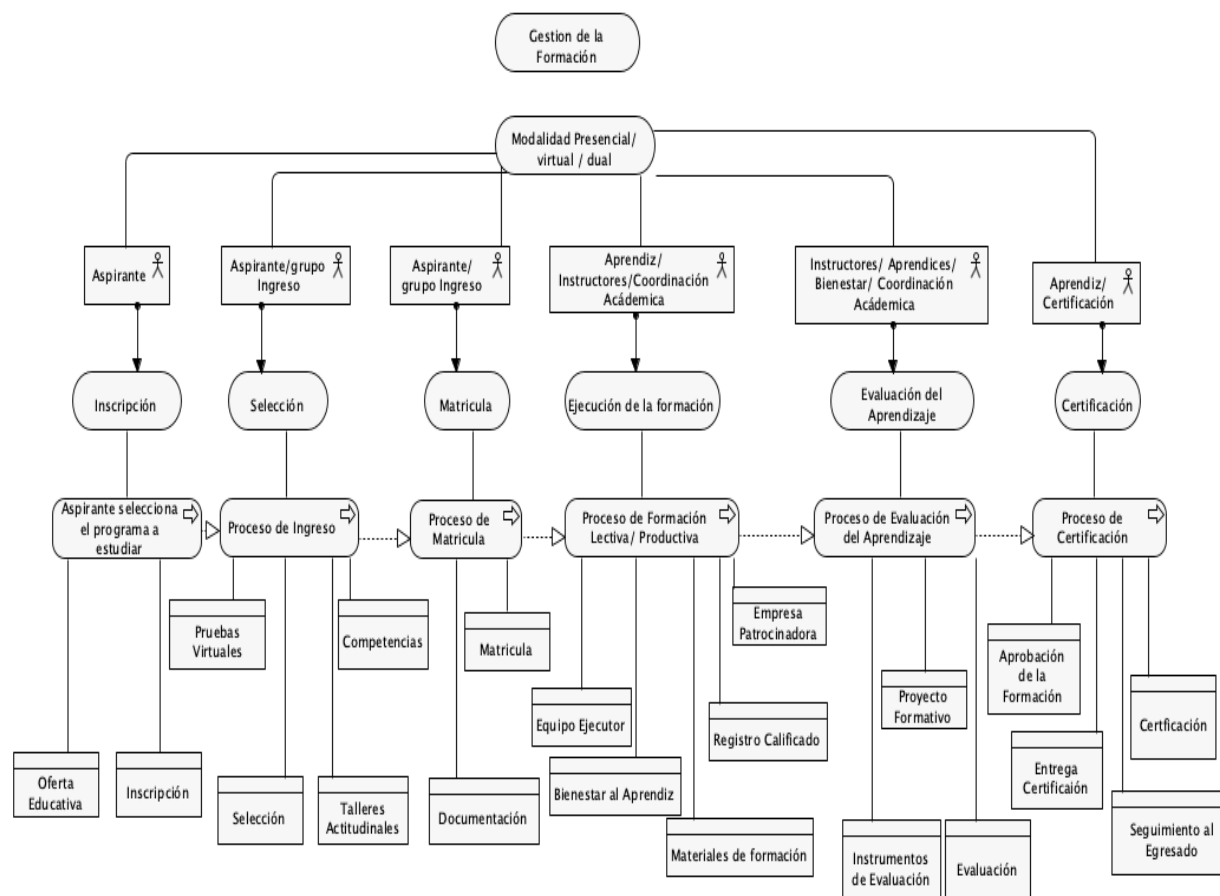 Gestion de la
Formación
Modalidad Presencial/
virtual / dual
Aspirante
Aspirante/grupo
Ingreso
Aspirante/
grupo Ingreso
Aprendiz/
Instructores/Coordinación
Acádemica
Instructores/ Aprendices/
Bienestar/ Coordinación
Acádemica
Aprendiz/
Certificación
Inscripción
Selección
Matricula
Ejecución de la formación
Evaluación del
Aprendizaje
Certificación
Aspirante selecciona
el programa a
estudiar
Proceso de Ingreso
Proceso de
Matricula
Proceso de Formación
Lectiva/ Productiva
Proceso de Evaluación
del Aprendizaje
Proceso de
Certificación
Pruebas
Virtuales
Competencias
Matricula
Empresa
Patrocinadora
Aprobación
de la
Formación
Proyecto
Formativo
Certficación
Equipo Ejecutor
Registro Calificado
Oferta
Educativa
Inscripción
Entrega
Certificaión
Bienestar al Aprendiz
Selección
Talleres
Actitudinales
Documentación
Seguimiento al
Egresado
Materiales de formación
Instrumentos
de Evaluación
Evaluación